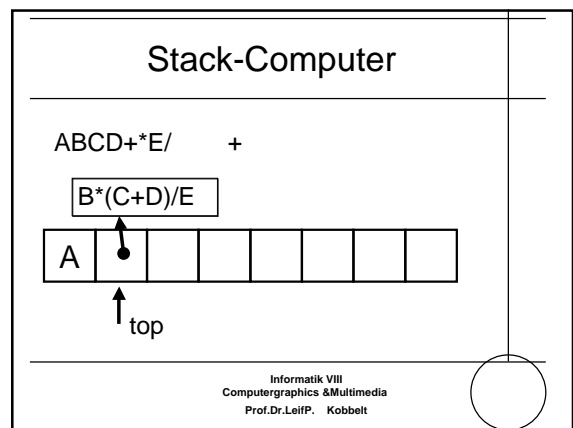 Stack-Computer
ABCD+*E/ +
B*(C+D)/E
A
top
Informatik VIII
Computergraphics &Multimedia
Prof.Dr.LeifP. Kobbelt